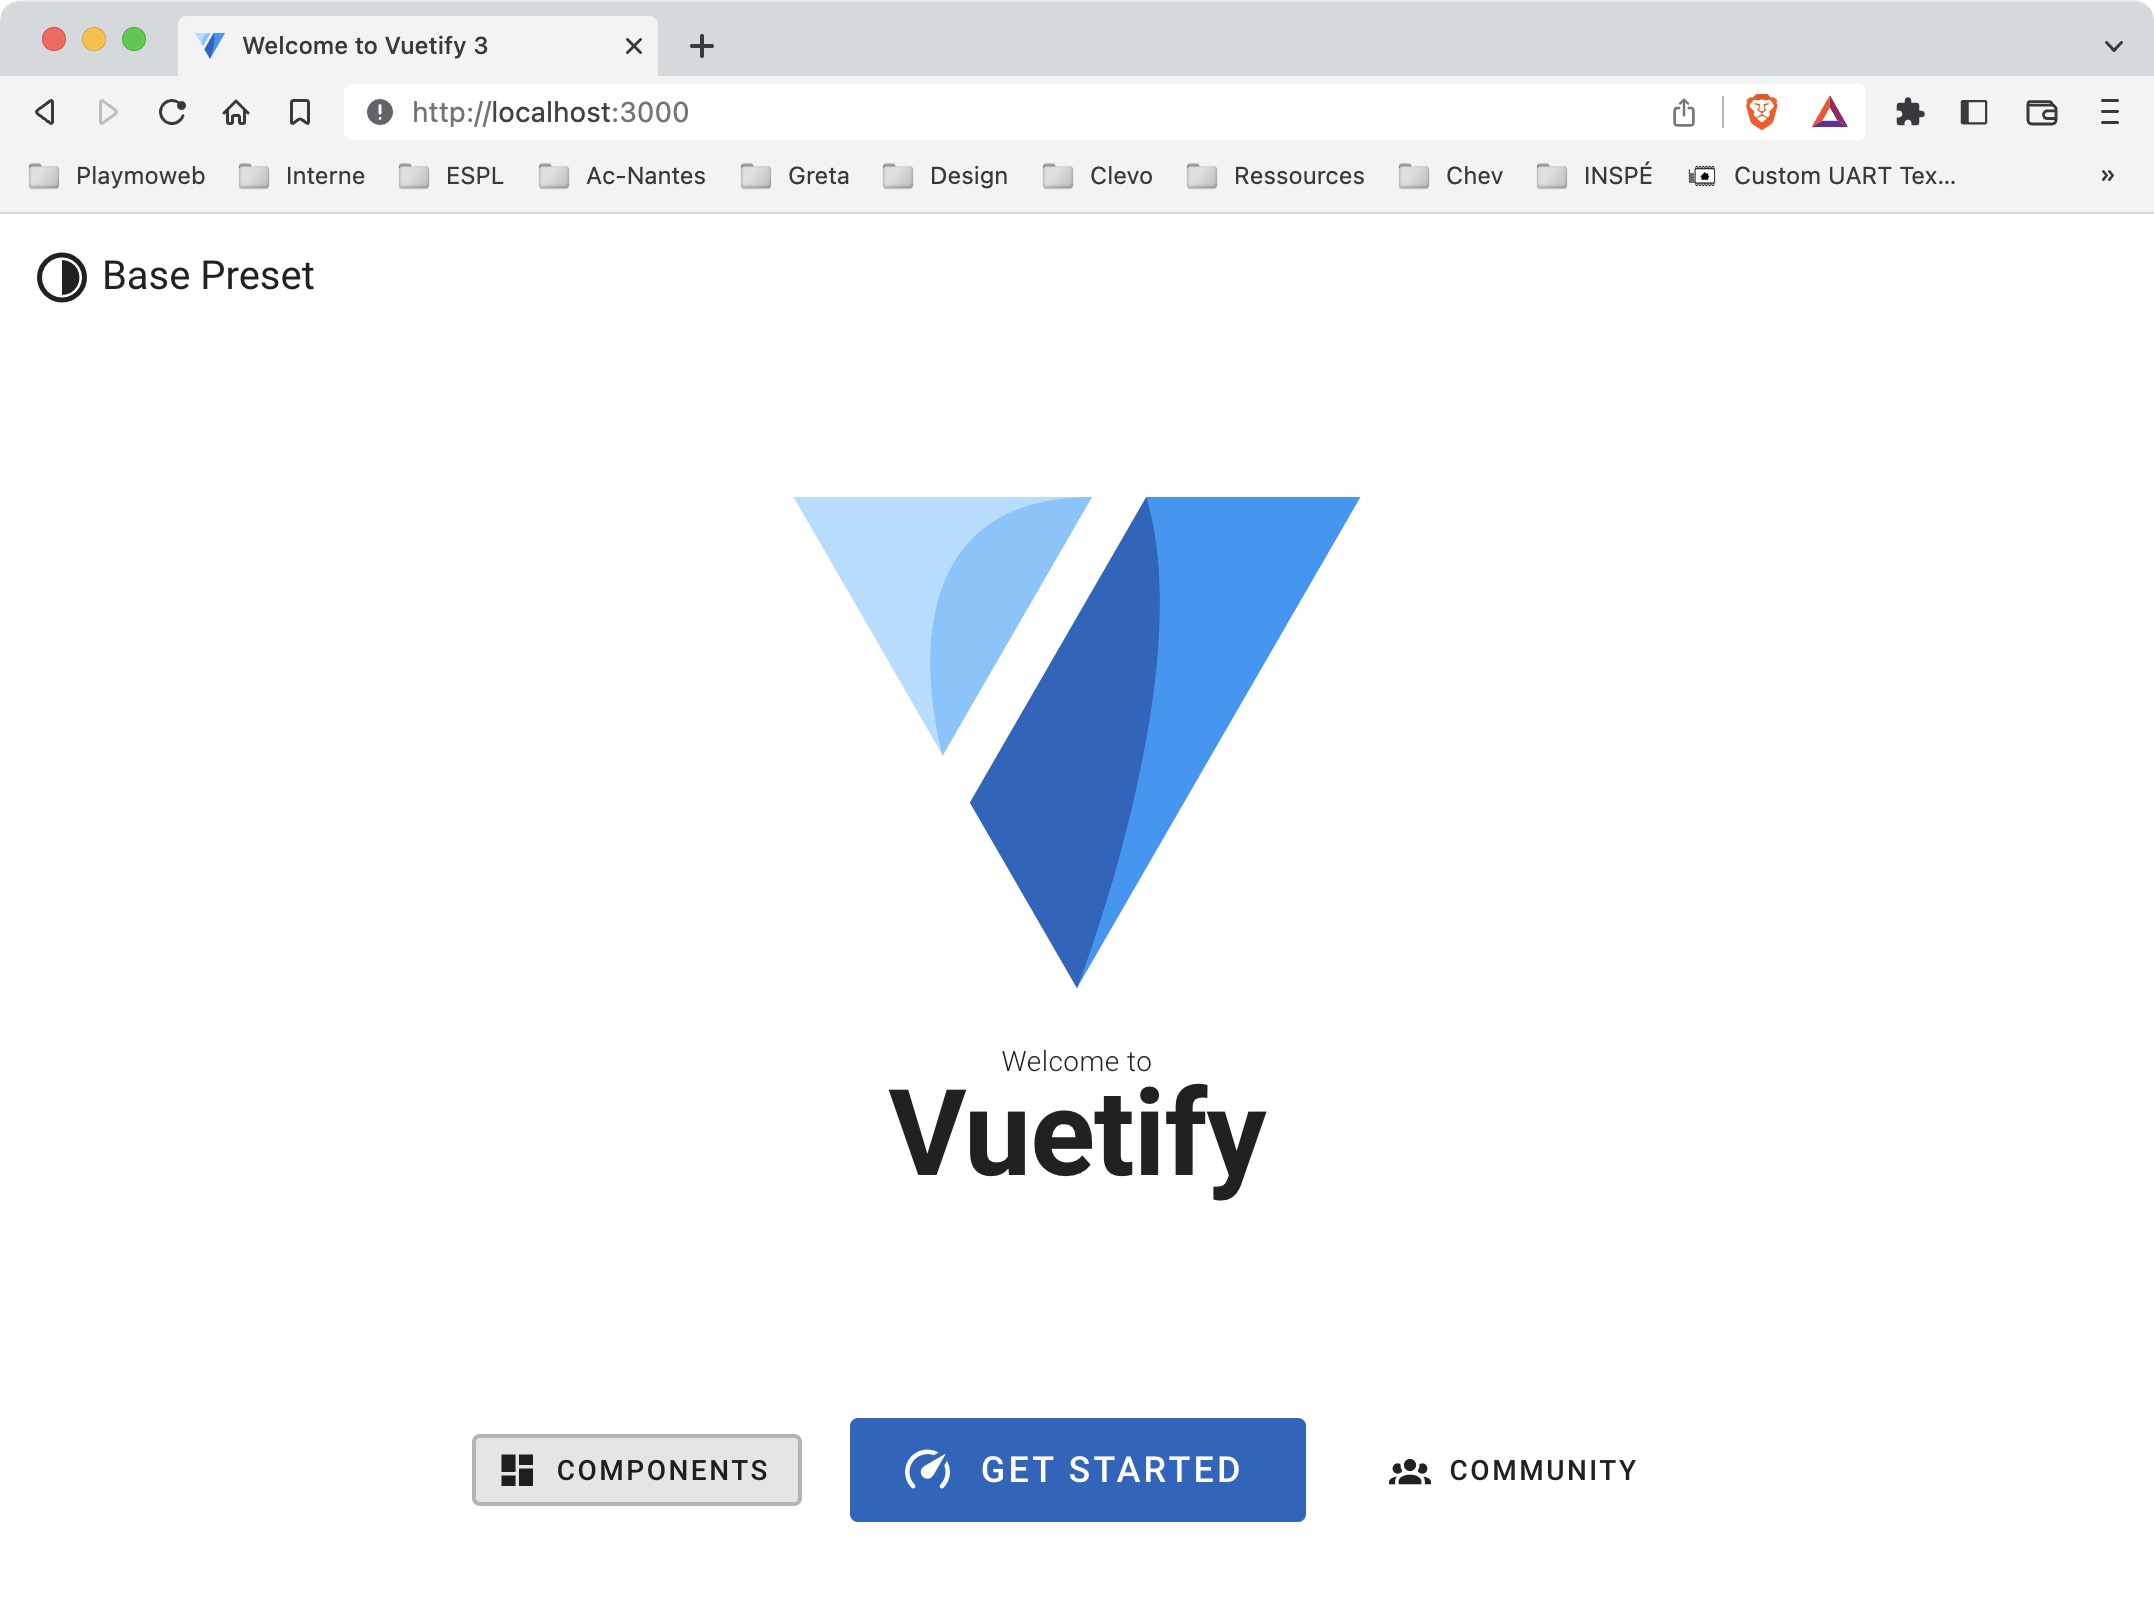 Welcome to Vuetify 3
http://localhost:3000
Playmoweb Interne ESPL Ac-Nantes Greta Design Clevo Ressources Chev INSPÉ Custom UART Tex... »
Base Preset
Welcome to
Vuetify
COMPONENTS GET STARTED COMMUNITY